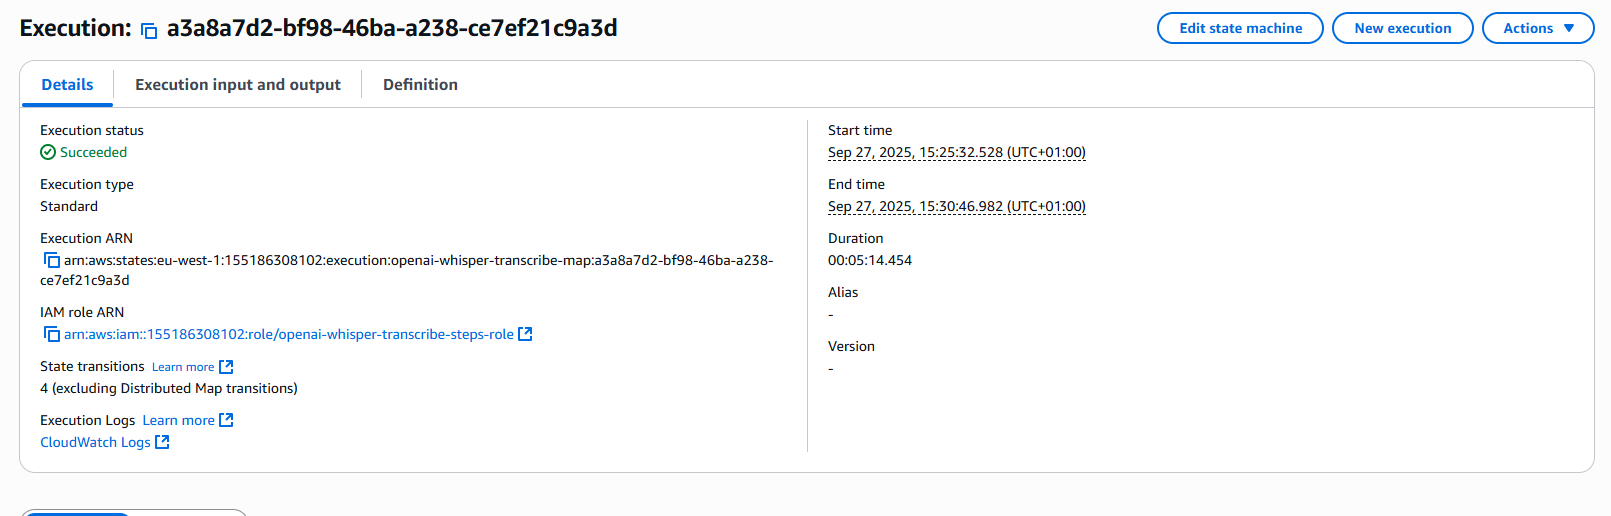 Execution: a3a8a7d2-bf98-46ba-a238-ce7ef21c9a3d
Edit state machine
New execution
Actions
Details
Execution input and output
Definition
Execution status
Succeeded
Execution type
Standard
Execution ARN
arn:aws:states:eu-west-1:155186308102:execution:openai-whisper-transcribe-map:a3a8a7d2-bf98-46ba-a238-
ce7ef21c9a3d
IAM role ARN
arn:aws:iam::155186308102:role/openai-whisper-transcribe-steps-role
State transitions Learn more
4 (excluding Distributed Map transitions)
Execution Logs Learn more
CloudWatch Logs
Start time
Sep 27, 2025, 15:25:32.528 (UTC+01:00)
End time
Sep 27, 2025, 15:30:46.982 (UTC+01:00)
Duration
00:05:14.454
Alias
-
Version
-